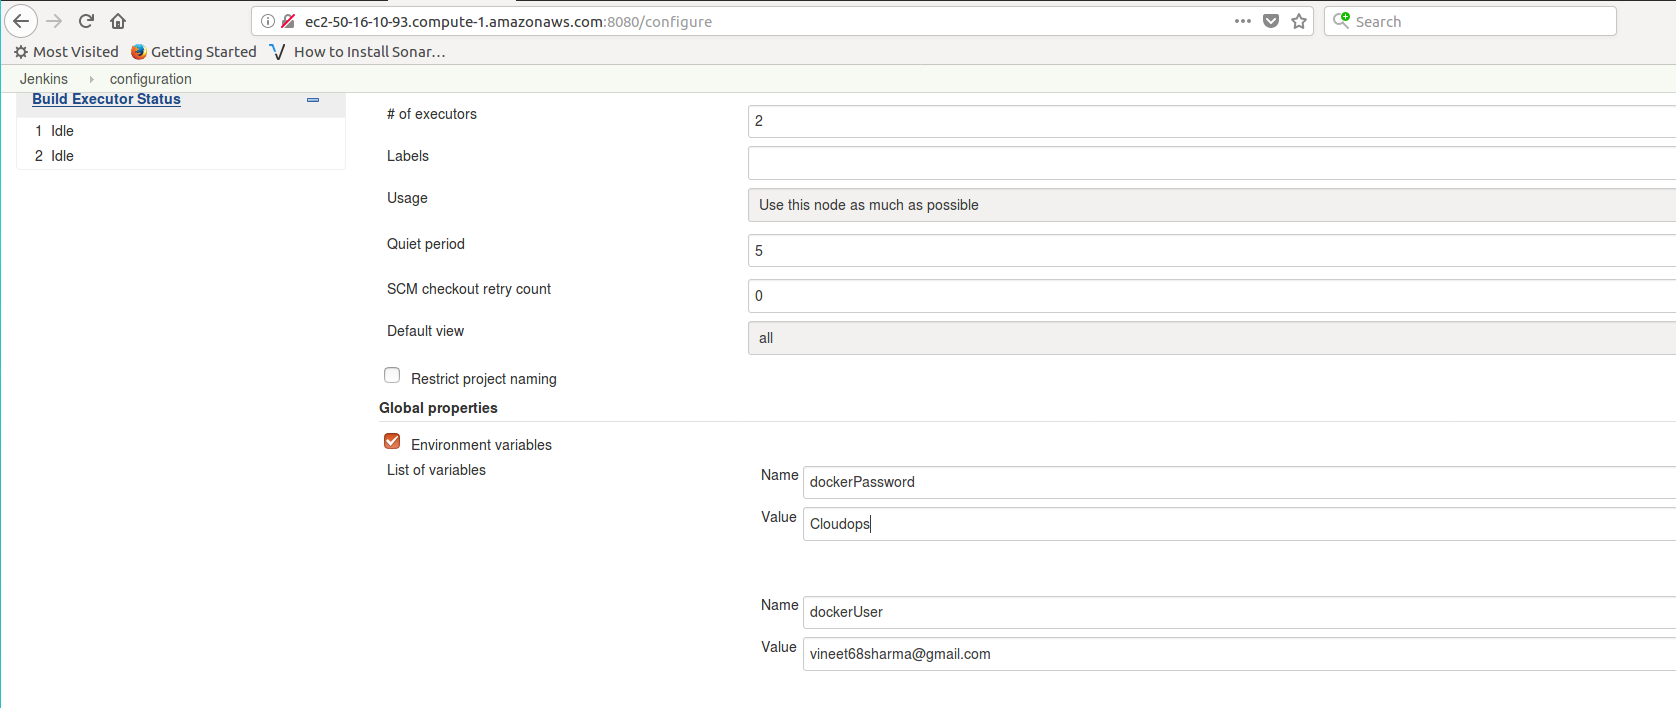 ec2-50-16-10-93.compute-1.amazonaws.com:8080/configure
Search
Most Visited Getting Started How to Install Sonar…
Jenkins configuration
Build Executor Status
1 Idle
2 Idle
# of executors 2
Labels
Usage Use this node as much as possible
Quiet period 5
SCM checkout retry count 0
Default view all
Restrict project naming
Global properties
Environment variables
List of variables
Name dockerPassword
Value Cloudops
Name dockerUser
Value vineet68sharma@gmail.com